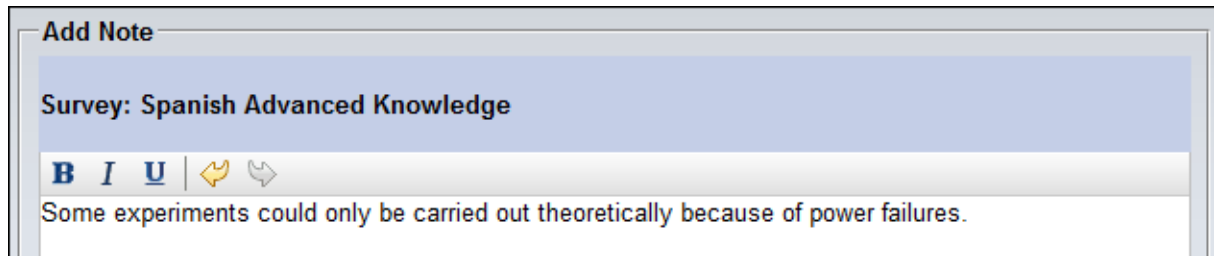 Add Note
Survey: Spanish Advanced Knowledge
B I U
Some experiments could only be carried out theoretically because of power failures.